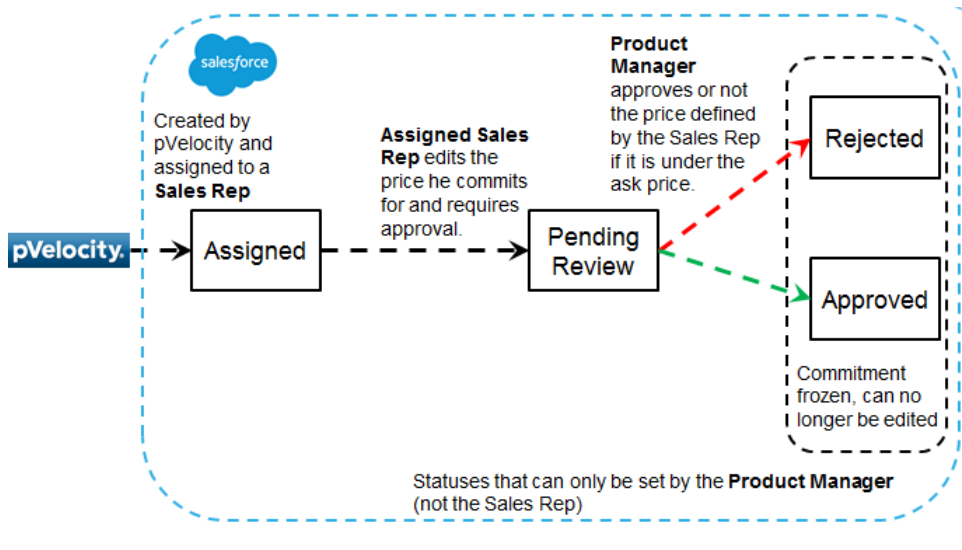 salesforce
Created by
pVelocity and
assigned to a
Sales Rep
pVelocity.
Assigned
Assigned Sales
Rep edits the
price he commits
for and requires
approval.
Pending
Review
Product
Manager
approves or not
the price defined
by the Sales Rep
if it is under the
ask price.
Rejected
Approved
Commitment
frozen, can no
longer be edited
Statuses that can only be set by the Product Manager
(not the Sales Rep)